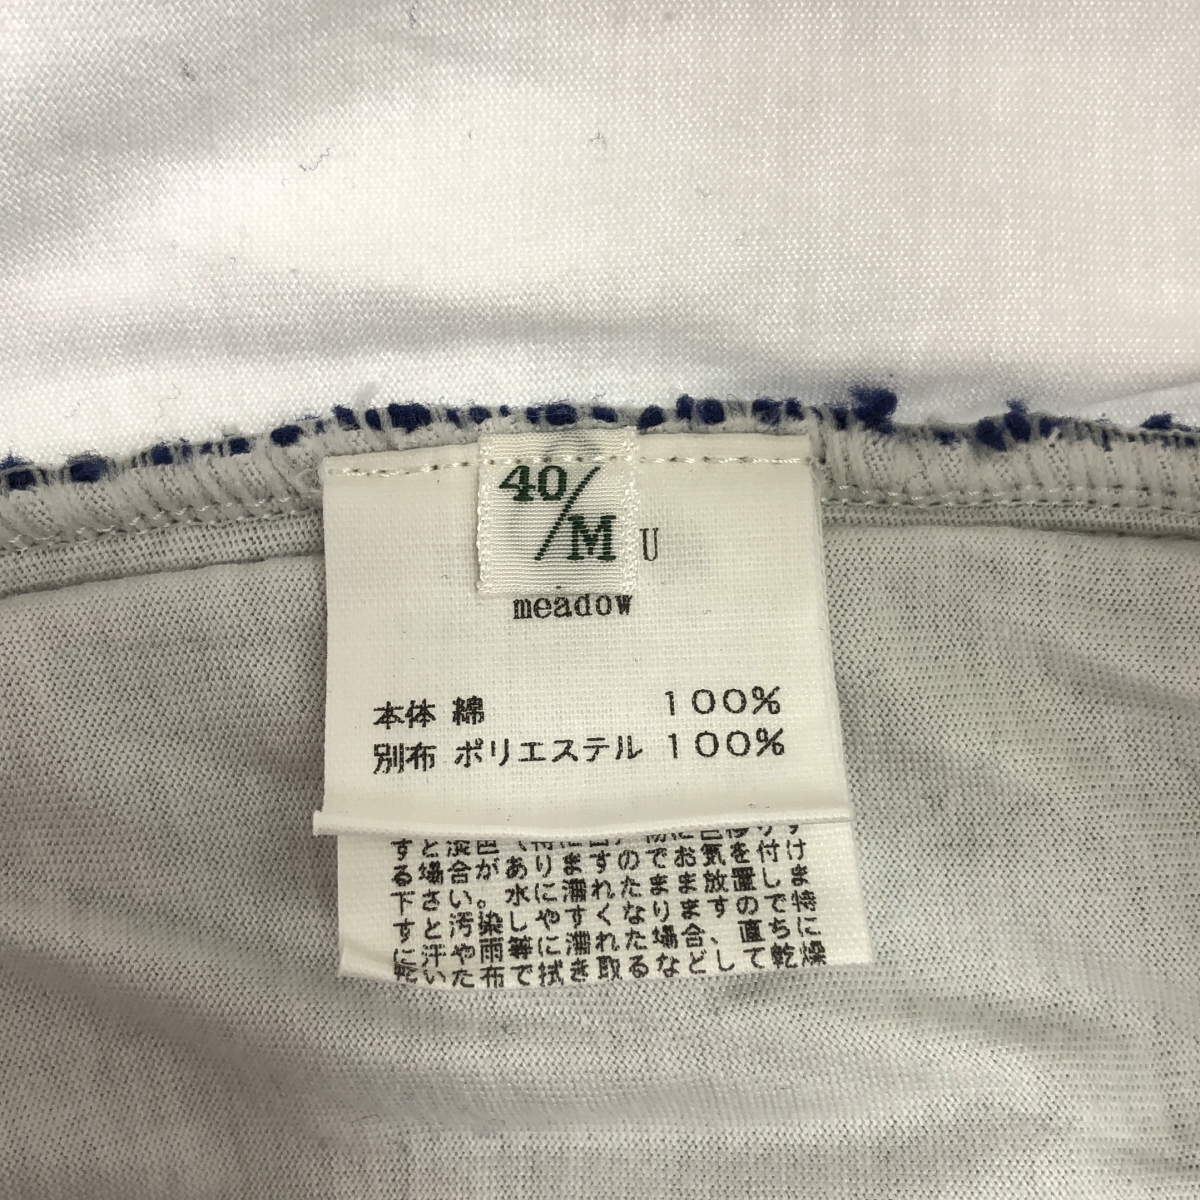 40/M
U
meadow
本体 綿 100%
別布 ポリエステル 100%
すと淡色
る場合がありますのでお気を付け
下さい。水に濡れたまま放置しま
すと汚染しやすくなりますので特
に汗や雨等に濡れた場合、直ちに
乾いた布で拭き取るなどして乾燥